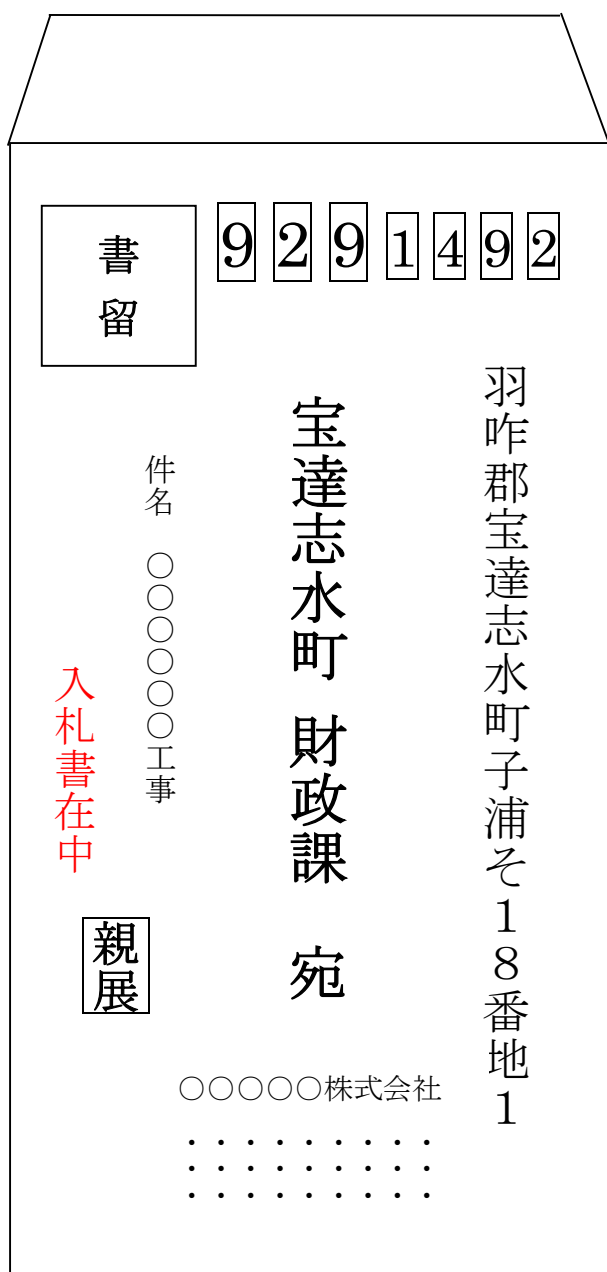 書
留
9291492
羽咋郡宝達志水町子浦そ18番地1
宝達志水町 財政課 宛
件名 ○○○○○○工事
入札書在中
親展
○○○○○株式会社
・・・・・・・・・
・・・・・・・・・
・・・・・・・・・